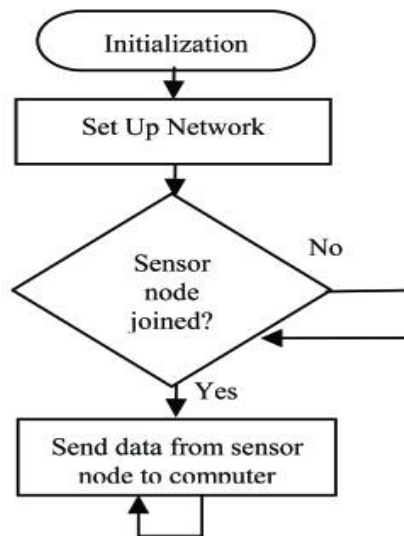 Initialization
Set Up Network
No
Sensor
node
joined?
Yes
Send data from sensor
node to computer